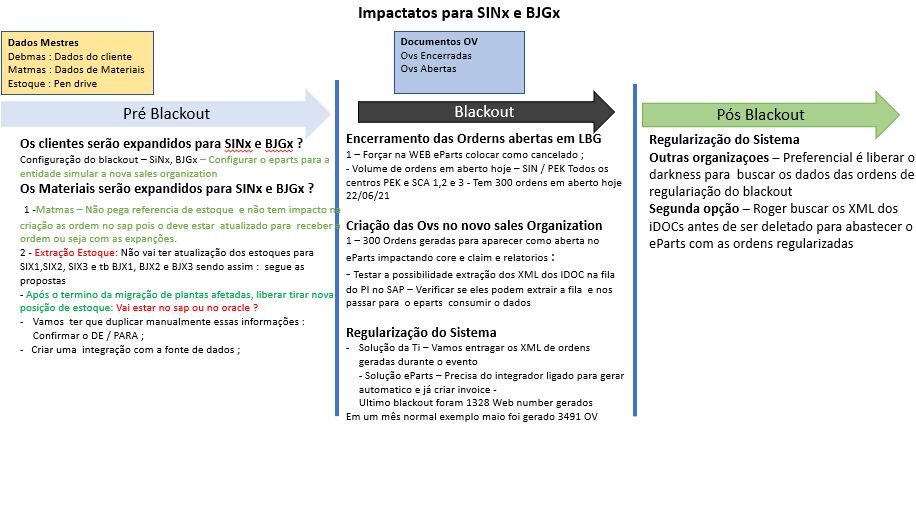 Impactatos para SINx e BJGx
Dados Mestres
Debmas : Dados do cliente
Matmas : Dados de Materiais
Estoque : Pen drive
Documentos OV
Ovs Encerradas
Ovs Abertas
Pré Blackout
Blackout
Pós Blackout
Os clientes serão expandidos para SINx e BJGx ?
Configuração do blackout – SiNx, BJGx – Configurar o eparts para a
entidade simular a nova sales organization
Os Materiais serão expandidos para SINx e BJGx ?
1 -Matmas – Não pega referencia de estoque e não tem impacto na
criação as ordem no sap pois o deve estar atualizado para receber a
ordem ou seja com as expanções.
2 - Extração Estoque: Não vai ter atualização dos estoques para
SIX1,SIX2, SIX3 e tb BJX1, BJX2 e BJX3 sendo assim : segue as
propostas
- Após o termino da migração de plantas afetadas, liberar tirar nova
posição de estoque: Vai estar no sap ou no oracle ?
- Vamos ter que duplicar manualmente essas informações :
Confirmar o DE / PARA ;
- Criar uma integração com a fonte de dados ;
Encerramento das Orderns abertas em LBG
1 – Forçar na WEB eParts colocar como cancelado ;
- Volume de ordens em aberto hoje – SIN / PEK Todos os
centros PEK e SCA 1,2 e 3 - Tem 300 ordens em aberto hoje
22/06/21
Criação das Ovs no novo sales Organization
1 – 300 Ordens geradas para aparecer como aberta no
eParts impactando core e claim e relatorios :
- Testar a possibilidade extração dos XML dos IDOC na fila
do PI no SAP – Verificar se eles podem extrair a fila e nos
passar para o eparts consumir o dados
Regularização do Sistema
- Solução da Ti – Vamos entragar os XML de ordens
geradas durante o evento
- Solução eParts – Precisa do integrador ligado para gerar
automatico e já criar invoice -
Ultimo blackout foram 1328 Web number gerados
Em um mês normal exemplo maio foi gerado 3491 OV
Regularização do Sistema
Outras organizaçoes – Preferencial é liberar o
darkness para buscar os dados das ordens de
regulariação do blackout
Segunda opção – Roger buscar os XML dos
iDOCs antes de ser deletado para abastecer o
eParts com as ordens regularizadas